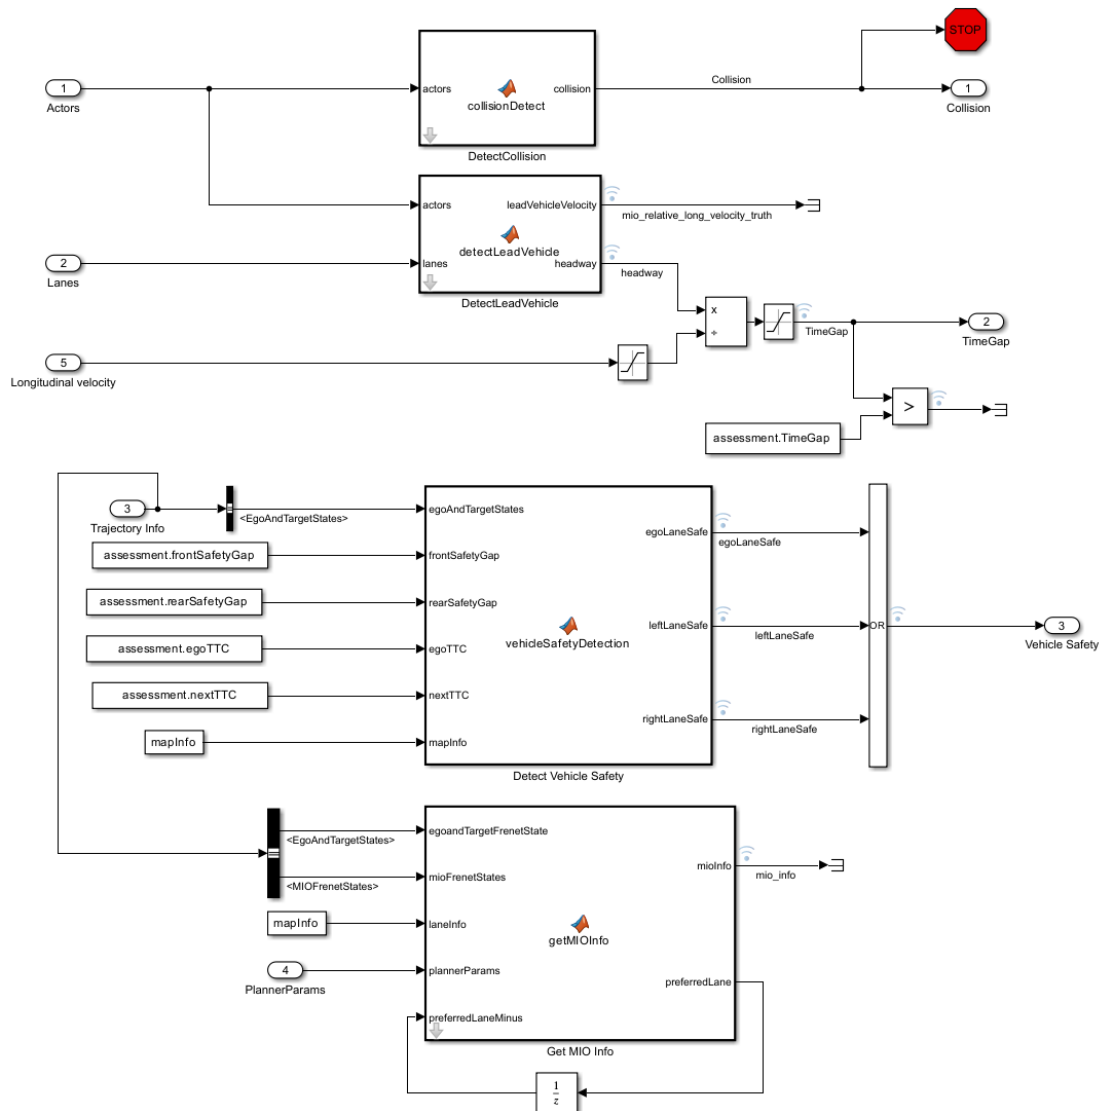 STOP
1
Actors
actors
collisionDetect
collision
Collision
1
Collision
DetectCollision
actors
leadVehicleVelocity
mio_relative_long_velocity_truth
detectLeadVehicle
2
Lanes
lanes
headway
headway
DetectLeadVehicle
x
÷
TimeGap
2
TimeGap
5
Longitudinal velocity
>
assessment.TimeGap
3
Trajectory Info
<EgoAndTargetStates>
egoAndTargetStates
egoLaneSafe
egoLaneSafe
assessment.frontSafetyGap
frontSafetyGap
assessment.rearSafetyGap
rearSafetyGap
vehicleSafetyDetection
leftLaneSafe
leftLaneSafe
OR
3
Vehicle Safety
assessment.egoTTC
egoTTC
assessment.nextTTC
nextTTC
rightLaneSafe
rightLaneSafe
mapInfo
mapInfo
Detect Vehicle Safety
<EgoAndTargetStates>
egoandTargetFrenetState
mioInfo
mio_info
<MIOFrenetStates>
mioFrenetStates
mapInfo
laneInfo
getMIOInfo
4
PlannerParams
plannerParams
preferredLane
preferredLaneMinus
Get MIO Info
1
z